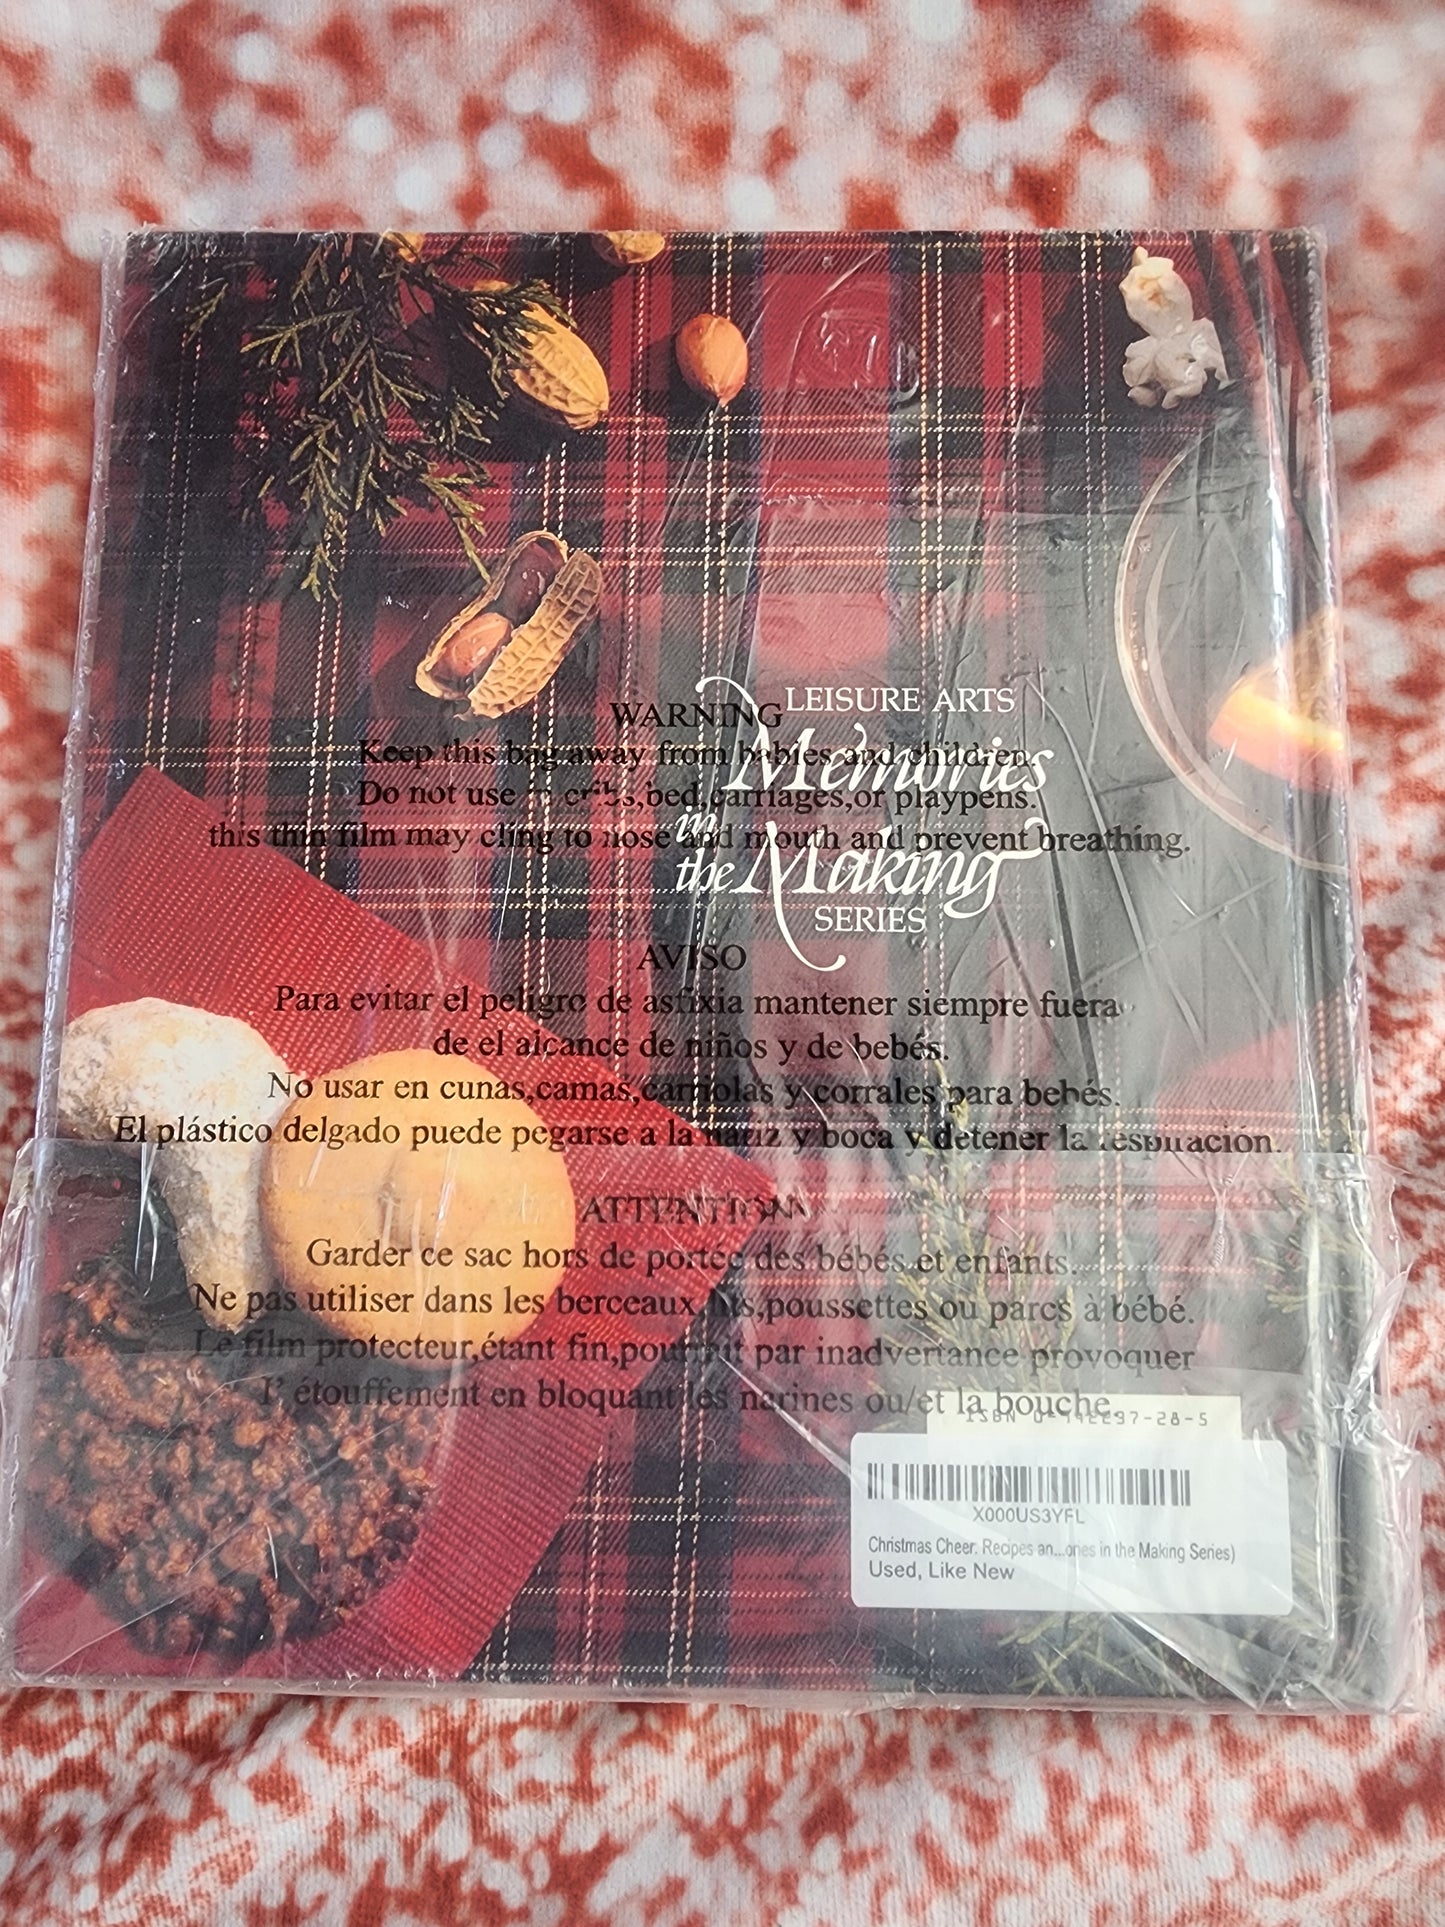 LEISURE ARTS
Memories
in
the Making
SERIES
WARNING
Keep this bag away from babies and children.
Do not use in cribs,bed,carriages,or playpens.
this thin film may cling to nose and mouth and prevent breathing.
AVISO
Para evitar el peligro de asfixia mantener siempre fuera
de el alcance de niños y de bebés.
No usar en cunas,camas,carriolas y corrales para bebés.
El plástico delgado puede pegarse a la nariz y boca y detener la respiración.
ATTENTION
Garder ce sac hors de portée des bébés et enfants.
Ne pas utiliser dans les berceaux,lits,poussettes ou parcs à bébé.
Le film protecteur,étant fin,pourrait par inadvertance provoquer
l' étouffement en bloquant les narines ou/et la bouche.
ISBN
X000US3YFL
Christmas Cheer: Recipes an...ories in the Making Series)
Used, Like New